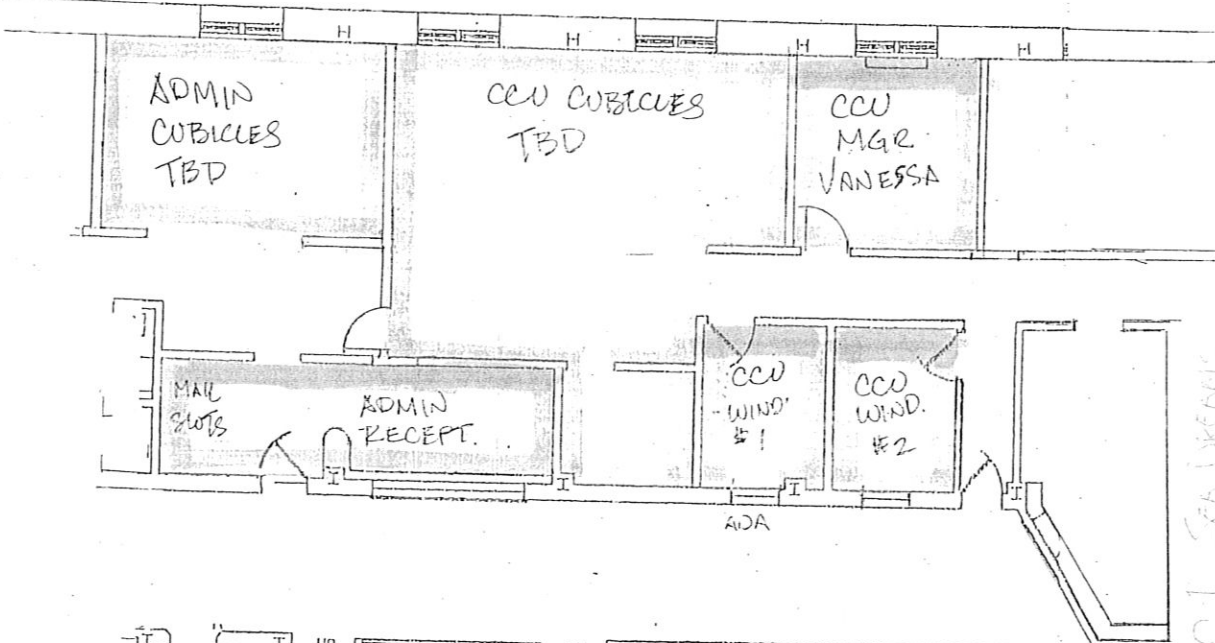 H
H
H
H
ADMIN
CUBICLES
TBD
CCU CUBICLES
TBD
CCU
MGR
VANESSA
MAIL
SLOTS
ADMIN
RECEPT.
CCU
WIND
#1
CCU
WIND.
#2
I
I
I
I
ADA
I
I